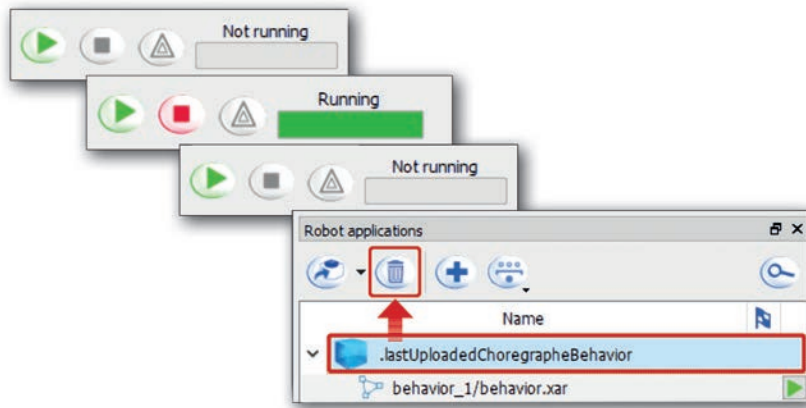 Not running
Running
Not running
Robot applications
Name
.lastUploadedChoregrapheBehavior
behavior_1/behavior.xar